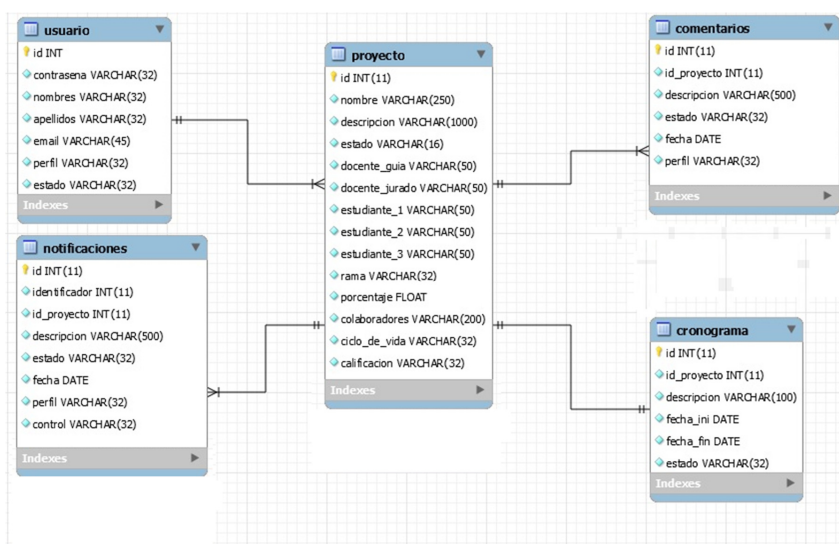 usuario
id INT
contrasena VARCHAR(32)
nombres VARCHAR(32)
apellidos VARCHAR(32)
email VARCHAR(45)
perfil VARCHAR(32)
estado VARCHAR(32)
Indexes
notificaciones
id INT(11)
identificador INT(11)
id_proyecto INT(11)
descripcion VARCHAR(500)
estado VARCHAR(32)
fecha DATE
perfil VARCHAR(32)
control VARCHAR(32)
Indexes
proyecto
id INT(11)
nombre VARCHAR(250)
descripcion VARCHAR(1000)
estado VARCHAR(16)
docente_guia VARCHAR(50)
docente_jurado VARCHAR(50)
estudiante_1 VARCHAR(50)
estudiante_2 VARCHAR(50)
estudiante_3 VARCHAR(50)
rama VARCHAR(32)
porcentaje FLOAT
colaboradores VARCHAR(200)
ciclo_de_vida VARCHAR(32)
calificacion VARCHAR(32)
Indexes
comentarios
id INT(11)
id_proyecto INT(11)
descripcion VARCHAR(500)
estado VARCHAR(32)
fecha DATE
perfil VARCHAR(32)
Indexes
cronograma
id INT(11)
id_proyecto INT(11)
descripcion VARCHAR(100)
fecha_ini DATE
fecha_fin DATE
estado VARCHAR(32)
Indexes